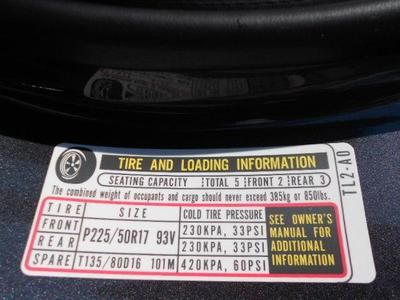 TIRE AND LOADING INFORMATION
SEATING CAPACITY TOTAL 5 FRONT 2 REAR 3
The combined weight of occupants and cargo should never exceed 385kg or 850lbs.
TIRE SIZE COLD TIRE PRESSURE
FRONT P225/50R17 93V 230KPA, 33PSI
REAR 230KPA, 33PSI
SPARE T135/80D16 101M 420KPA, 60PSI
SEE OWNER'S
MANUAL FOR
ADDITIONAL
INFORMATION
TL2-A0